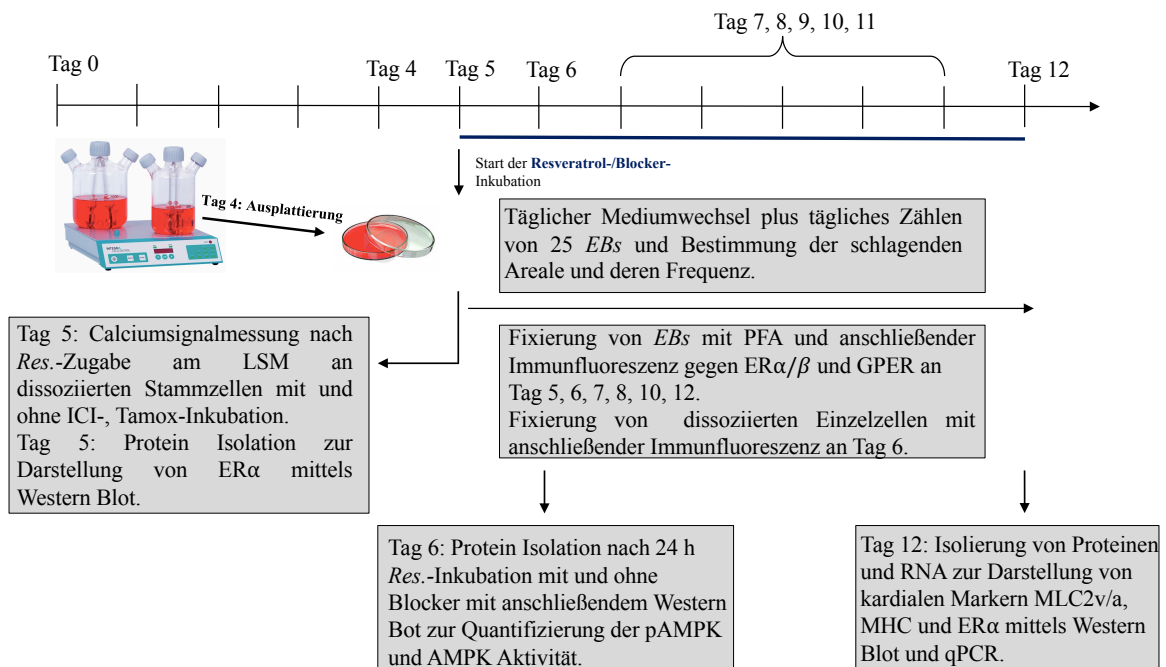 Tag 7, 8, 9, 10, 11
Tag 0
Tag 4
Tag 5
Tag 6
Tag 12
Tag 4: Ausplattierung
Start der Resveratrol-/Blocker-
Inkubation
Täglicher Mediumwechsel plus tägliches Zählen
von 25 EBs und Bestimmung der schlagenden
Areale und deren Frequenz.
Tag 5: Calciumsignalmessung nach
Res.-Zugabe am LSM an
dissoziierten Stammzellen mit und
ohne ICI-, Tamox-Inkubation.
Tag 5: Protein Isolation zur
Darstellung von ERα mittels
Western Blot.
Fixierung von EBs mit PFA und anschließender
Immunfluoreszenz gegen ERα/β und GPER an
Tag 5, 6, 7, 8, 10, 12.
Fixierung von dissoziierten Einzelzellen mit
anschließender Immunfluoreszenz an Tag 6.
Tag 6: Protein Isolation nach 24 h
Res.-Inkubation mit und ohne
Blocker mit anschließendem Western
Bot zur Quantifizierung der pAMPK
und AMPK Aktivität.
Tag 12: Isolierung von Proteinen
und RNA zur Darstellung von
kardialen Markern MLC2v/a,
MHC und ERα mittels Western
Blot und qPCR.